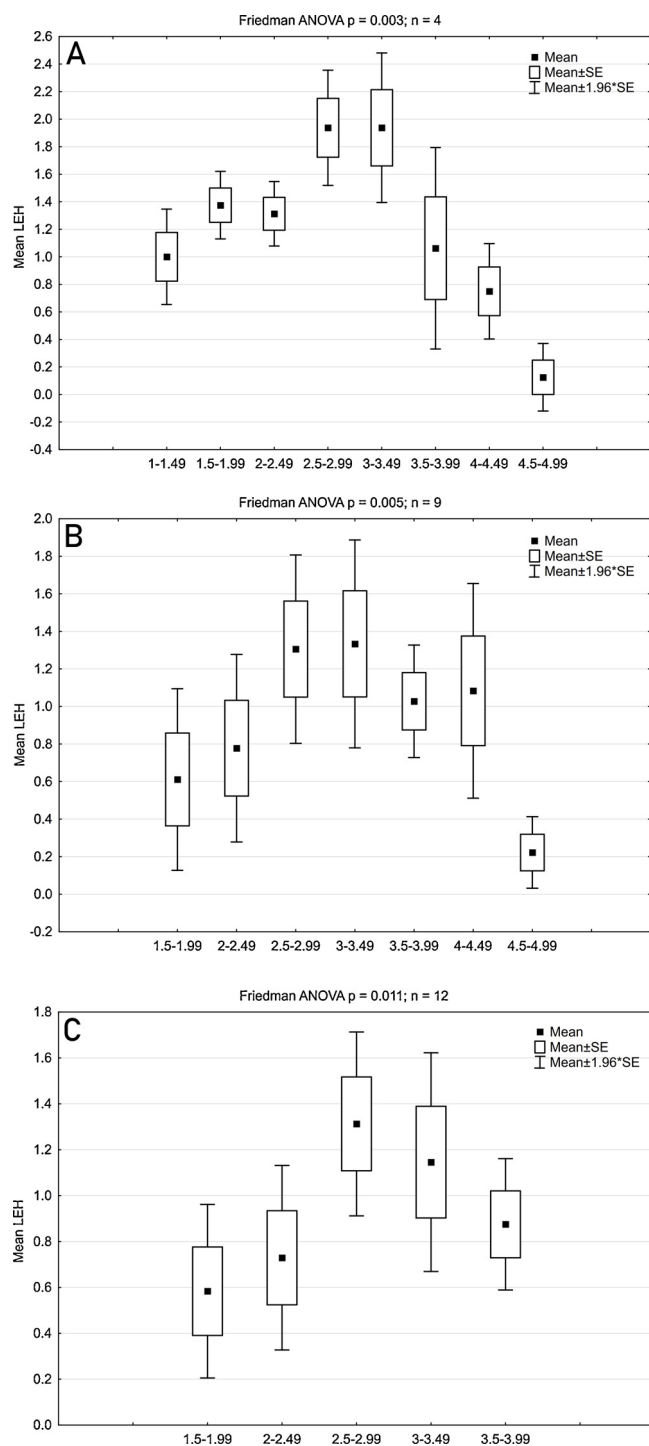 Friedman ANOVA p = 0.003; n = 4
A
Mean
Mean±SE
Mean±1.96*SE
2.6
2.4
2.2
2.0
1.8
1.6
1.4
1.2
1.0
0.8
0.6
0.4
0.2
0.0
-0.2
-0.4
Mean LEH
1-1.49 1.5-1.99 2-2.49 2.5-2.99 3-3.49 3.5-3.99 4-4.49 4.5-4.99
Friedman ANOVA p = 0.005; n = 9
B
Mean
Mean±SE
Mean±1.96*SE
2.0
1.8
1.6
1.4
1.2
1.0
0.8
0.6
0.4
0.2
0.0
-0.2
Mean LEH
1.5-1.99 2-2.49 2.5-2.99 3-3.49 3.5-3.99 4-4.49 4.5-4.99
Friedman ANOVA p = 0.011; n = 12
C
Mean
Mean±SE
Mean±1.96*SE
1.8
1.6
1.4
1.2
1.0
0.8
0.6
0.4
0.2
0.0
Mean LEH
1.5-1.99 2-2.49 2.5-2.99 3-3.49 3.5-3.99